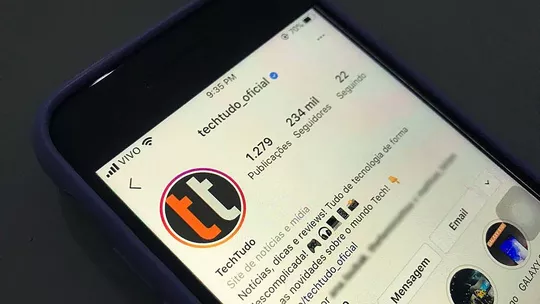 VIVO
9:35 PM
70%
techtudo_oficial
1.279
Publicações
234 mil
Seguidores
22
Seguindo
tt
TechTudo
Site de notícias e mídia
Notícias, dicas e reviews! Tudo de tecnologia de forma
descomplicada! 🎮🎧💻📱📸
as novidades sobre o mundo Tech! 👇
/techtudo_oficial
Mensagem
Email
GALAXY